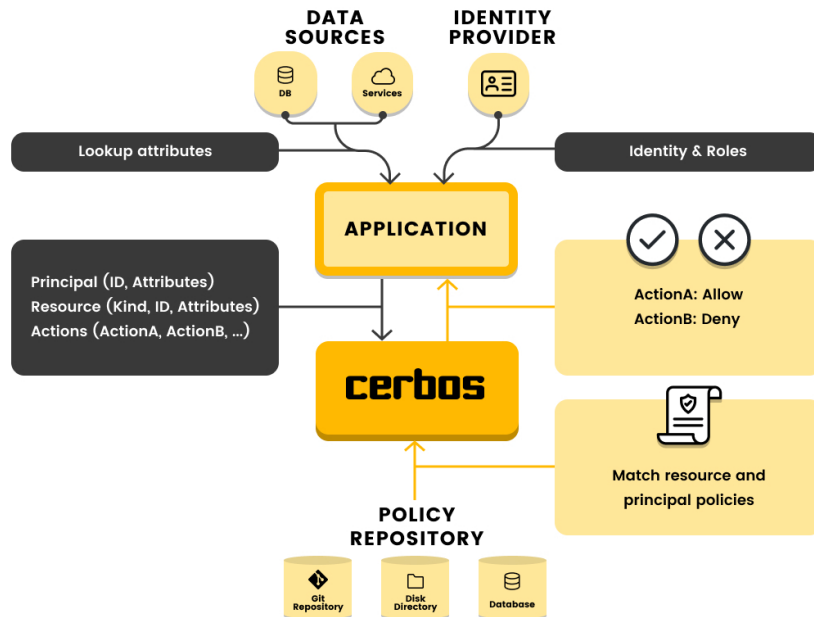 DATA
SOURCES
IDENTITY
PROVIDER
DB
Services
Lookup attributes
Identity & Roles
APPLICATION
Principal (ID, Attributes)
Resource (Kind, ID, Attributes)
Actions (ActionA, ActionB, ...)
ActionA: Allow
ActionB: Deny
cerbos
Match resource and
principal policies
POLICY
REPOSITORY
Git
Repository
Disk
Directory
Database